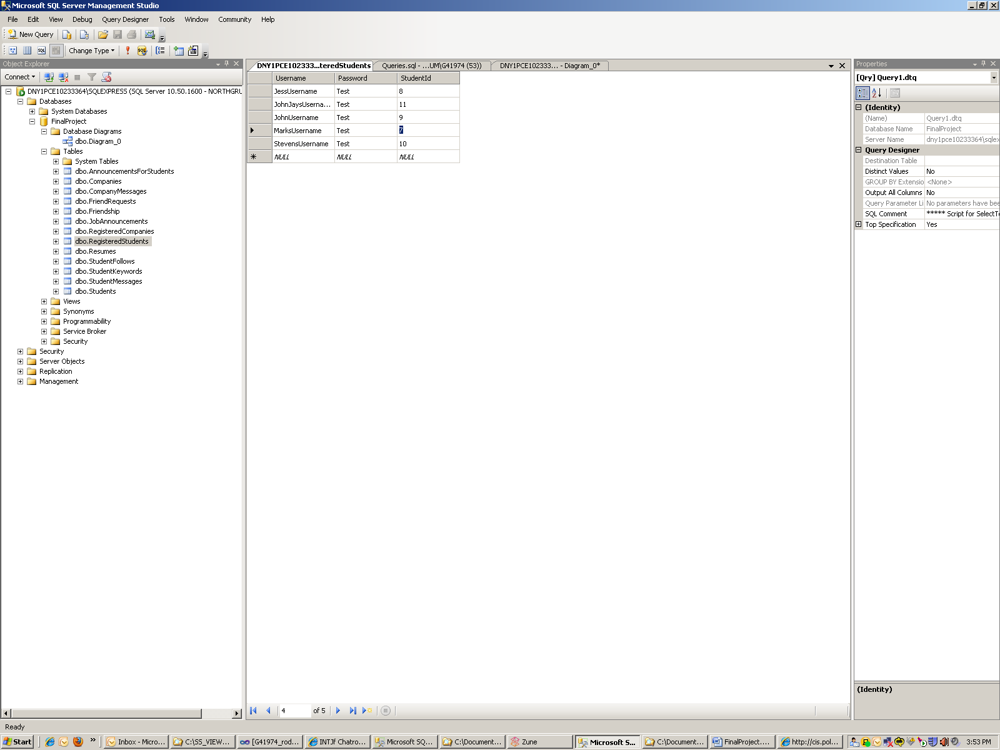 Microsoft SQL Server Management Studio
File Edit View Debug Query Designer Tools Window Community Help
New Query
Change Type
Object Explorer
Connect
DNY1PCE10233364\SQLEXPRESS (SQL Server 10.50.1600 - NORTHGRU
Databases
System Databases
FinalProject
Database Diagrams
dbo.Diagram_0
Tables
System Tables
dbo.AnnouncementsForStudents
dbo.Companies
dbo.CompanyMessages
dbo.FriendRequests
dbo.Friendship
dbo.JobAnnouncements
dbo.RegisteredCompanies
dbo.RegisteredStudents
dbo.Resumes
dbo.StudentFollows
dbo.StudentKeywords
dbo.StudentMessages
dbo.Students
Views
Synonyms
Programmability
Service Broker
Security
Security
Server Objects
Replication
Management
DNY1PCE102333...teredStudents Queries.sql - ...UM\G41974 (53)) DNY1PCE102333... - Diagram_0*
Username Password StudentId
JessUsername Test 8
JohnJaysUserna... Test 11
JohnUsername Test 9
MarksUsername Test 7
StevensUsername Test 10
NULL NULL NULL
4 of 5
Properties
[Qry] Query1.dtq
(Identity)
(Name) Query1.dtq
Database Name FinalProject
Server Name dny1pce10233364\sqlex
Query Designer
Destination Table
Distinct Values No
GROUP BY Extensio <None>
Output All Columns No
Query Parameter Li No parameters have bee
SQL Comment ***** Script for SelectT
Top Specification Yes
(Identity)
Ready
Start Inbox - Micro... C:\SS_VIEW... [G41974_rod... INTJf Chatro... Microsoft SQ... C:\Document... Zune Microsoft S... C:\Document... FinalProject.... http://cis.pol... 3:53 PM